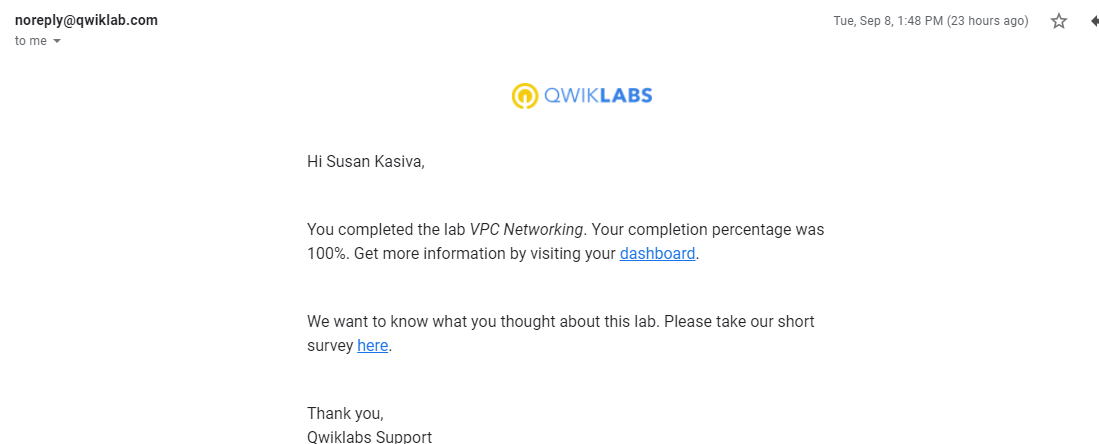 noreply@qwiklab.com
Tue, Sep 8, 1:48 PM (23 hours ago)
to me
QWIKLABS
Hi Susan Kasiva,
You completed the lab VPC Networking. Your completion percentage was
100%. Get more information by visiting your dashboard.
We want to know what you thought about this lab. Please take our short
survey here.
Thank you,
Qwiklabs Support